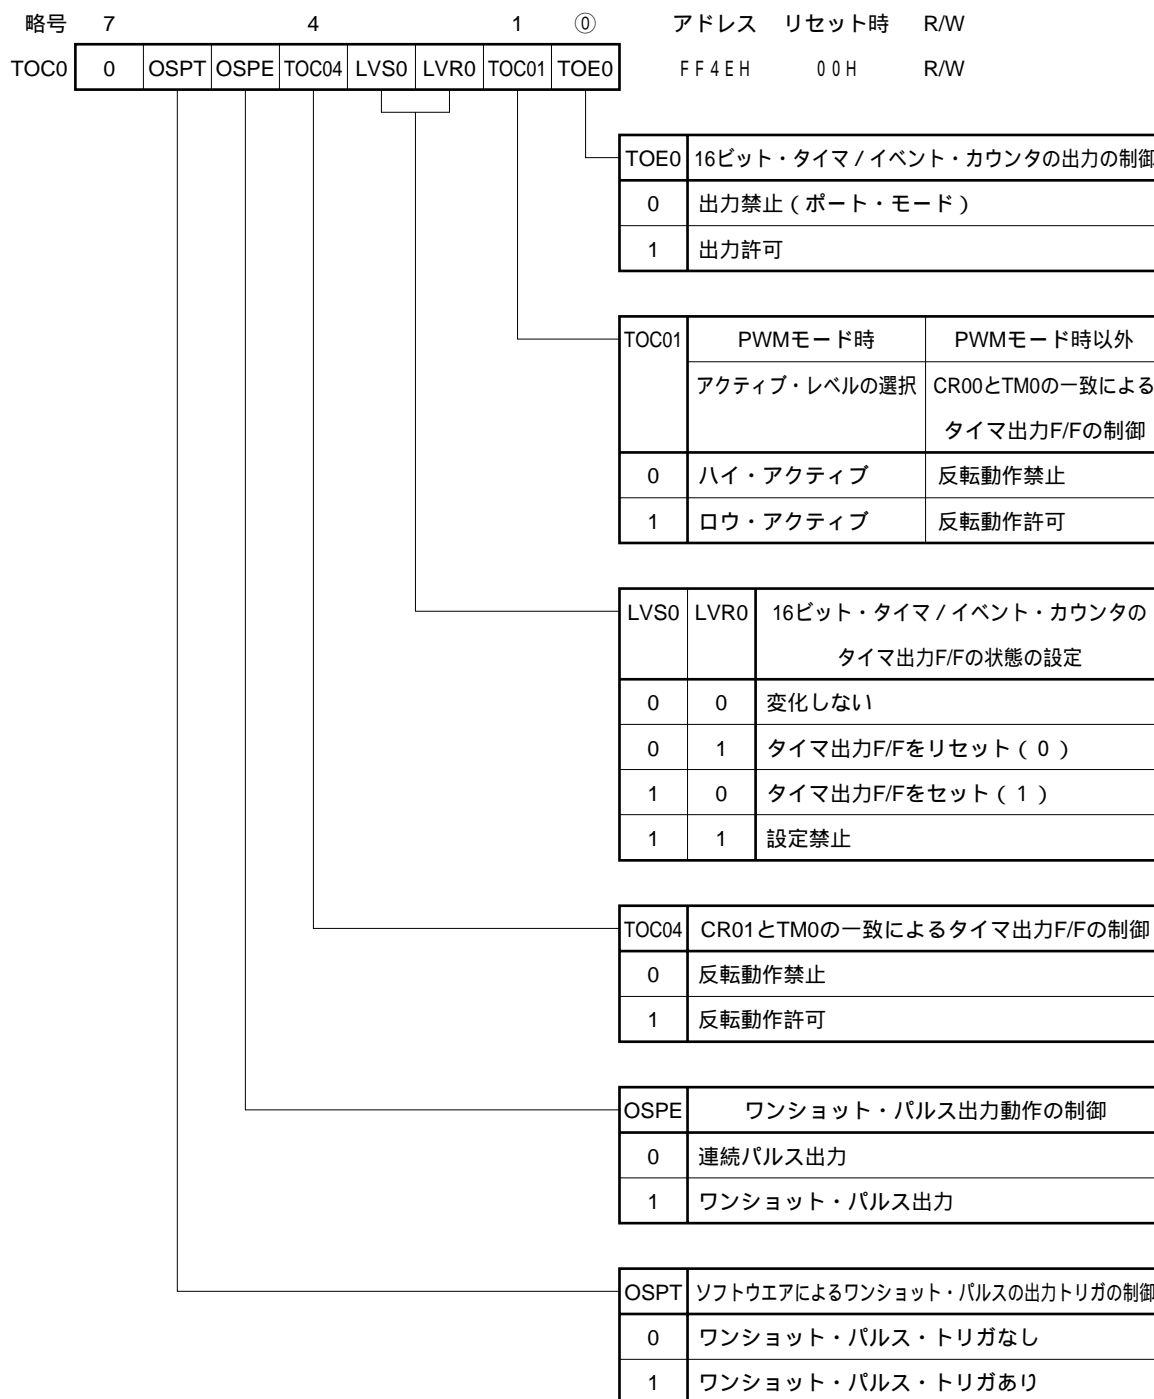 略号 7 4 1 ⓪ アドレス リセット時 R/W
TOC0 0 OSPT OSPE TOC04 LVS0 LVR0 TOC01 TOE0 FF4EH 00H R/W
TOE0 16ビット・タイマ/イベント・カウンタの出力の制御
0 出力禁止(ポート・モード)
1 出力許可
TOC01 PWMモード時 PWMモード時以外
アクティブ・レベルの選択 CR00とTM0の一致による
タイマ出力F/Fの制御
0 ハイ・アクティブ 反転動作禁止
1 ロウ・アクティブ 反転動作許可
LVS0 LVR0 16ビット・タイマ/イベント・カウンタの
タイマ出力F/Fの状態の設定
0 0 変化しない
0 1 タイマ出力F/Fをリセット(0)
1 0 タイマ出力F/Fをセット(1)
1 1 設定禁止
TOC04 CR01とTM0の一致によるタイマ出力F/Fの制御
0 反転動作禁止
1 反転動作許可
OSPE ワンショット・パルス出力動作の制御
0 連続パルス出力
1 ワンショット・パルス出力
OSPT ソフトウエアによるワンショット・パルスの出力トリガの制御
0 ワンショット・パルス・トリガなし
1 ワンショット・パルス・トリガあり